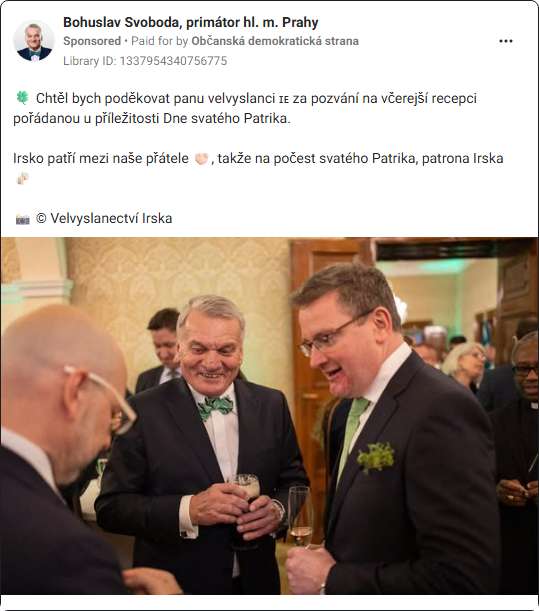 Bohuslav Svoboda, primátor hl. m. Prahy
Sponsored • Paid for by Občanská demokratická strana
Library ID: 1337954340756775
🍀 Chtěl bych poděkovat panu velvyslanci ɪᴇ za pozvání na včerejší recepci
pořádanou u příležitosti Dne svatého Patrika.
Irsko patří mezi naše přátele 🤝🏻, takže na počest svatého Patrika, patrona Irska
📷 © Velvyslanectví Irska